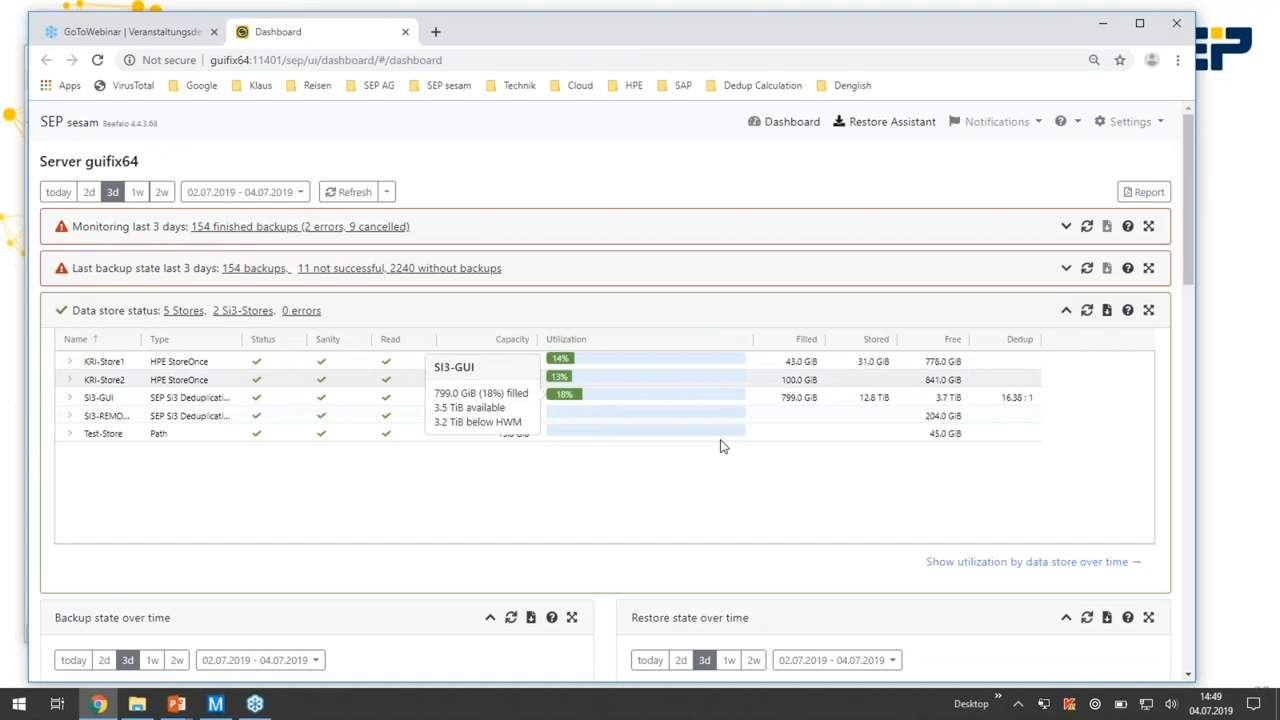 GoToWebinar | Veranstaltungsde
Dashboard
Not secure guifix64:11401/sep/ui/dashboard/#/dashboard
Apps VirusTotal Google Klaus Reisen SEP AG SEP sesam Technik Cloud HPE SAP Dedup Calculation Denglish
SEP sesam Beefalo 4.4.3.68
Dashboard Restore Assistant Notifications Settings
Server guifix64
today 2d 3d 1w 2w 02.07.2019 - 04.07.2019 Refresh Report
Monitoring last 3 days: 154 finished backups (2 errors, 9 cancelled)
Last backup state last 3 days: 154 backups, 11 not successful, 2240 without backups
Data store status: 5 Stores, 2 Si3-Stores, 0 errors
Name Type Status Sanity Read Capacity Utilization Filled Stored Free Dedup
KRI-Store1 HPE StoreOnce 14% 43.0 GiB 31.0 GiB 778.0 GiB
KRI-Store2 HPE StoreOnce 13% 100.0 GiB 841.0 GiB
SI3-GUI SEP Si3 Deduplicati... 18% 799.0 GiB 12.8 TiB 3.7 TiB 16.38 : 1
Si3-REMO... SEP Si3 Deduplicati... 204.0 GiB
Test-Store Path 45.0 GiB
SI3-GUI
799.0 GiB (18%) filled
3.5 TiB available
3.2 TiB below HWM
Show utilization by data store over time →
Backup state over time
today 2d 3d 1w 2w 02.07.2019 - 04.07.2019
Restore state over time
today 2d 3d 1w 2w 02.07.2019 - 04.07.2019
Desktop
14:49
04.07.2019